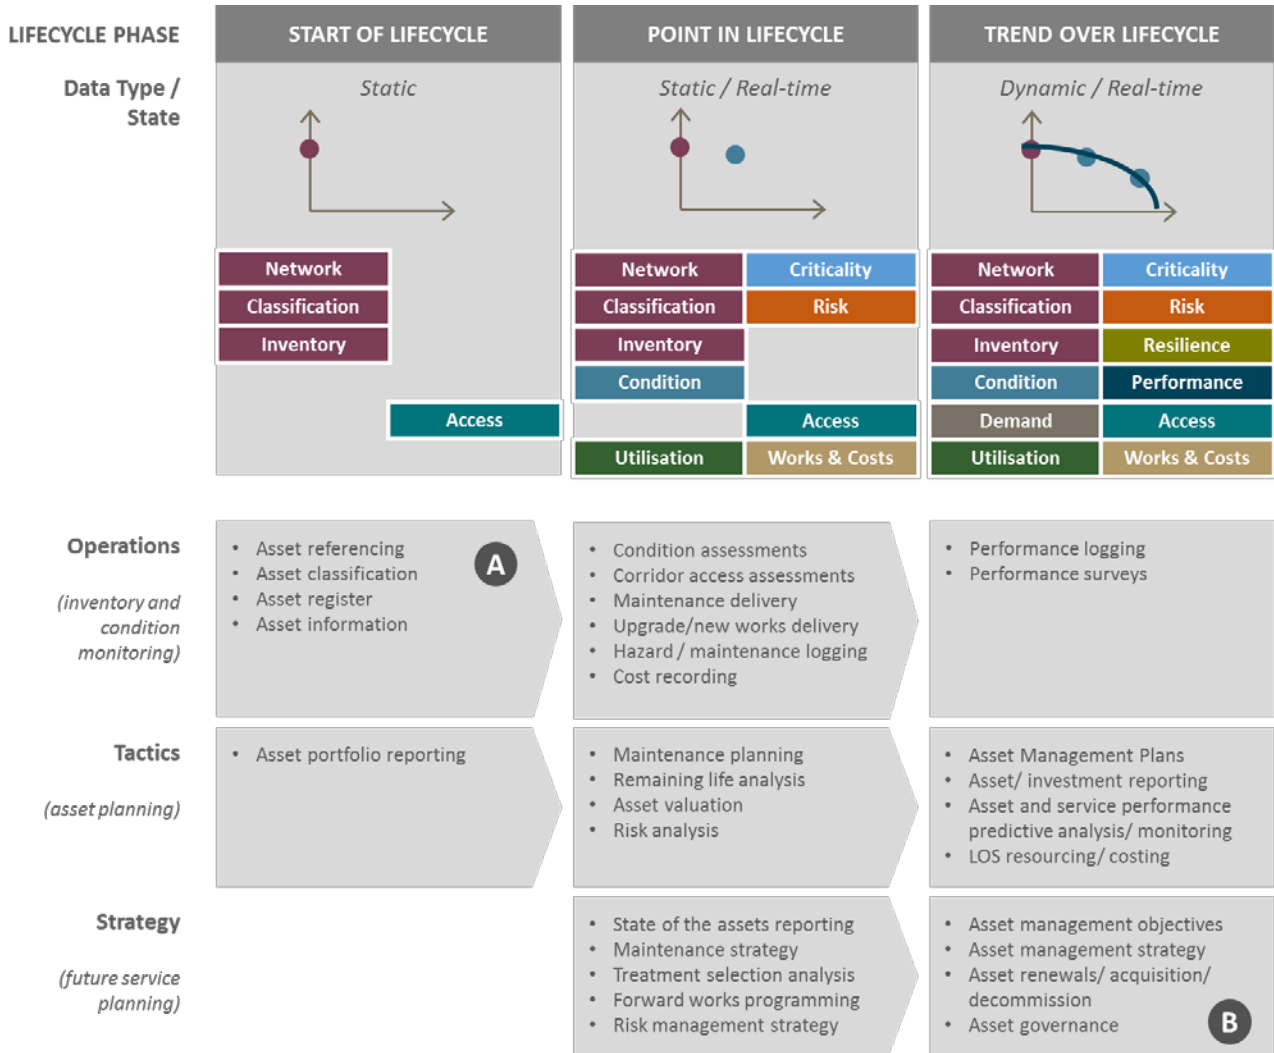 LIFECYCLE PHASE
START OF LIFECYCLE
POINT IN LIFECYCLE
TREND OVER LIFECYCLE
Data Type /
State
Static
Static / Real-time
Dynamic / Real-time
Network
Classification
Inventory
Access
Network
Criticality
Classification
Risk
Inventory
Condition
Access
Utilisation
Works & Costs
Network
Criticality
Classification
Risk
Inventory
Resilience
Condition
Performance
Demand
Access
Utilisation
Works & Costs
Operations
(inventory and
condition
monitoring)
• Asset referencing
• Asset classification
• Asset register
• Asset information
A
• Condition assessments
• Corridor access assessments
• Maintenance delivery
• Upgrade/new works delivery
• Hazard / maintenance logging
• Cost recording
• Performance logging
• Performance surveys
Tactics
(asset planning)
• Asset portfolio reporting
• Maintenance planning
• Remaining life analysis
• Asset valuation
• Risk analysis
• Asset Management Plans
• Asset/ investment reporting
• Asset and service performance
predictive analysis/ monitoring
• LOS resourcing/ costing
Strategy
(future service
planning)
• State of the assets reporting
• Maintenance strategy
• Treatment selection analysis
• Forward works programming
• Risk management strategy
• Asset management objectives
• Asset management strategy
• Asset renewals/ acquisition/
decommission
• Asset governance
B